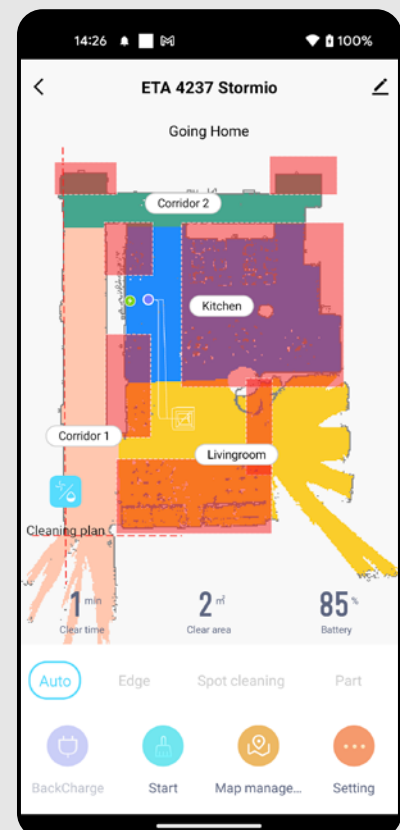 14:26 100%
ETA 4237 Stormio
Going Home
Corridor 2
Kitchen
Corridor 1
Livingroom
Cleaning plan
1 min 2 ㎡ 85 %
Clear time Clear area Battery
Auto Edge Spot cleaning Part
BackCharge Start Map manage... Setting